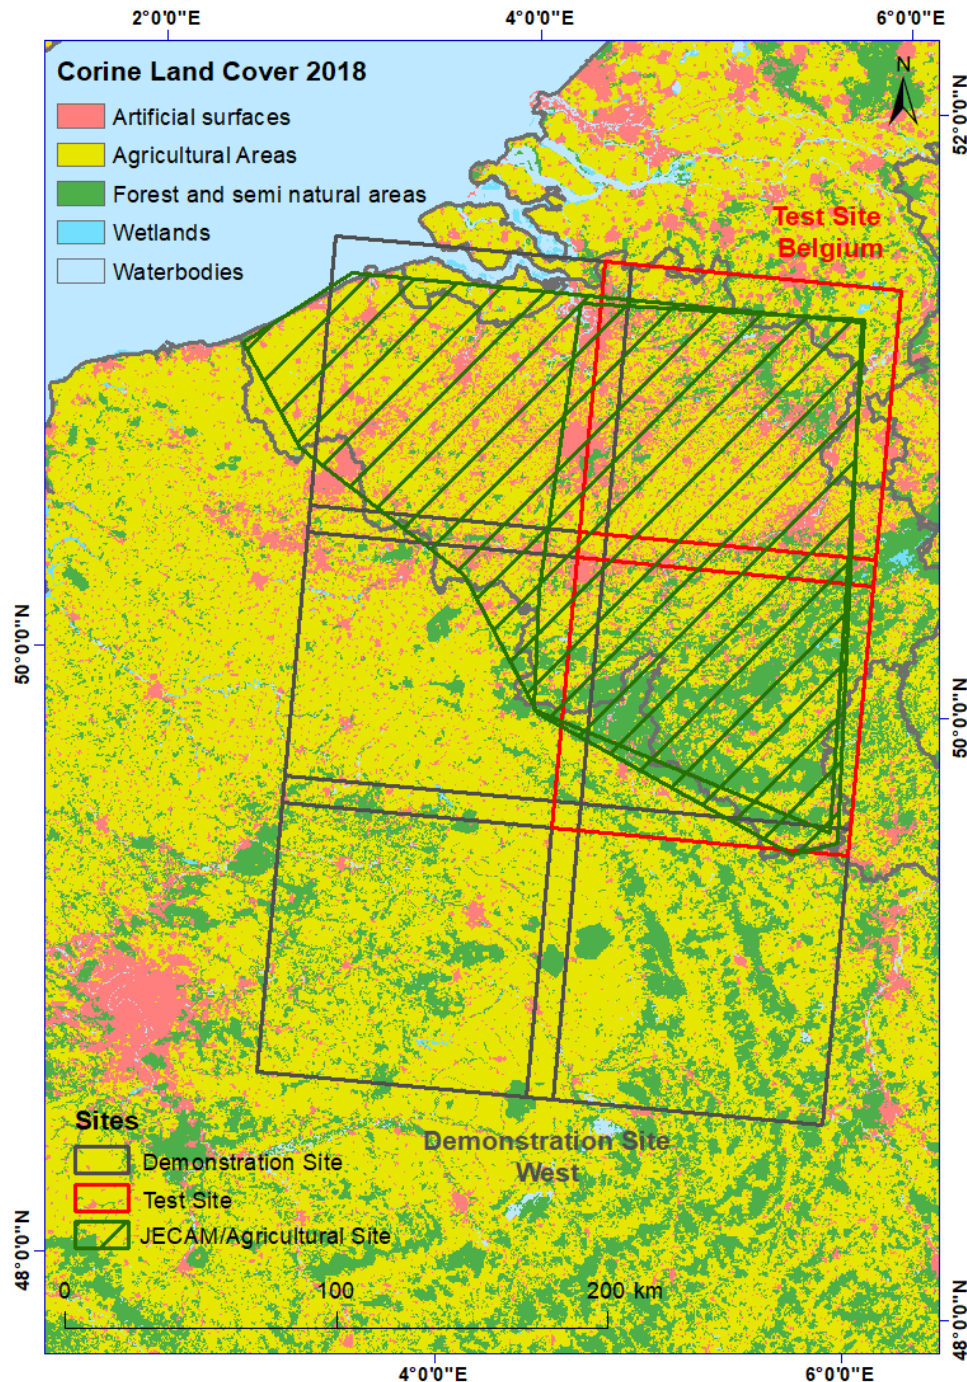 2°0'0"E 4°0'0"E 6°0'0"E
N
Corine Land Cover 2018
Artificial surfaces
Agricultural Areas
Forest and semi natural areas
Wetlands
Waterbodies
52°0'0"N
Test Site
Belgium
50°0'0"N
50°0'0"N
Sites
Demonstration Site
Test Site
JECAM/Agricultural Site
Demonstration Site
West
48°0'0"N
48°0'0"N
0 100 200 km
4°0'0"E 6°0'0"E